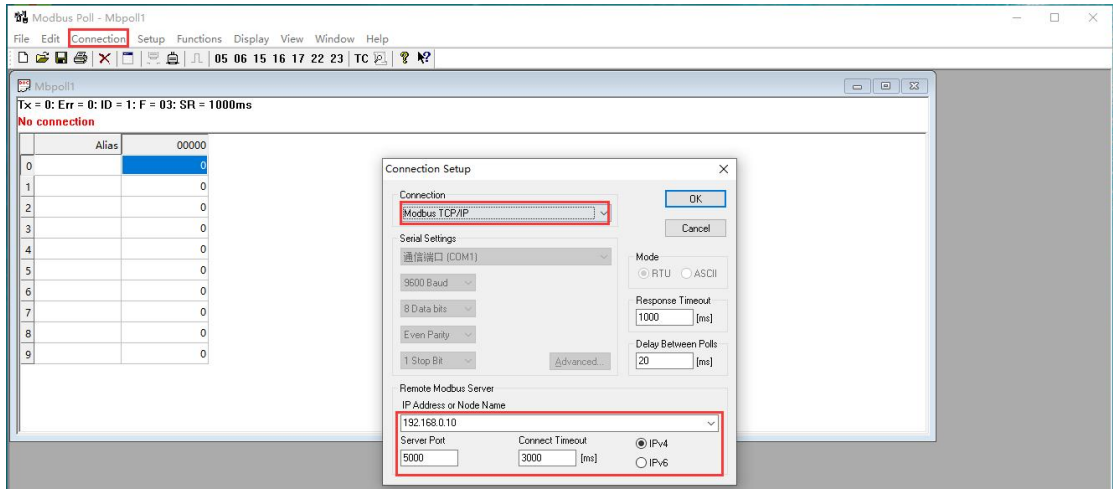 Modbus Poll - Mbpoll1
File Edit Connection Setup Functions Display View Window Help
05 06 15 16 17 22 23 TC
Mbpoll1
Tx = 0: Err = 0: ID = 1: F = 03: SR = 1000ms
No connection
Alias 00000
0 0
1 0
2 0
3 0
4 0
5 0
6 0
7 0
8 0
9 0
Connection Setup
Connection
Modbus TCP/IP
OK
Cancel
Serial Settings
通信端口 (COM1)
9600 Baud
8 Data bits
Even Parity
1 Stop Bit
Advanced...
Mode
RTU ASCII
Response Timeout
1000 [ms]
Delay Between Polls
20 [ms]
Remote Modbus Server
IP Address or Node Name
192.168.0.10
Server Port Connect Timeout
5000 3000 [ms]
IPv4
IPv6